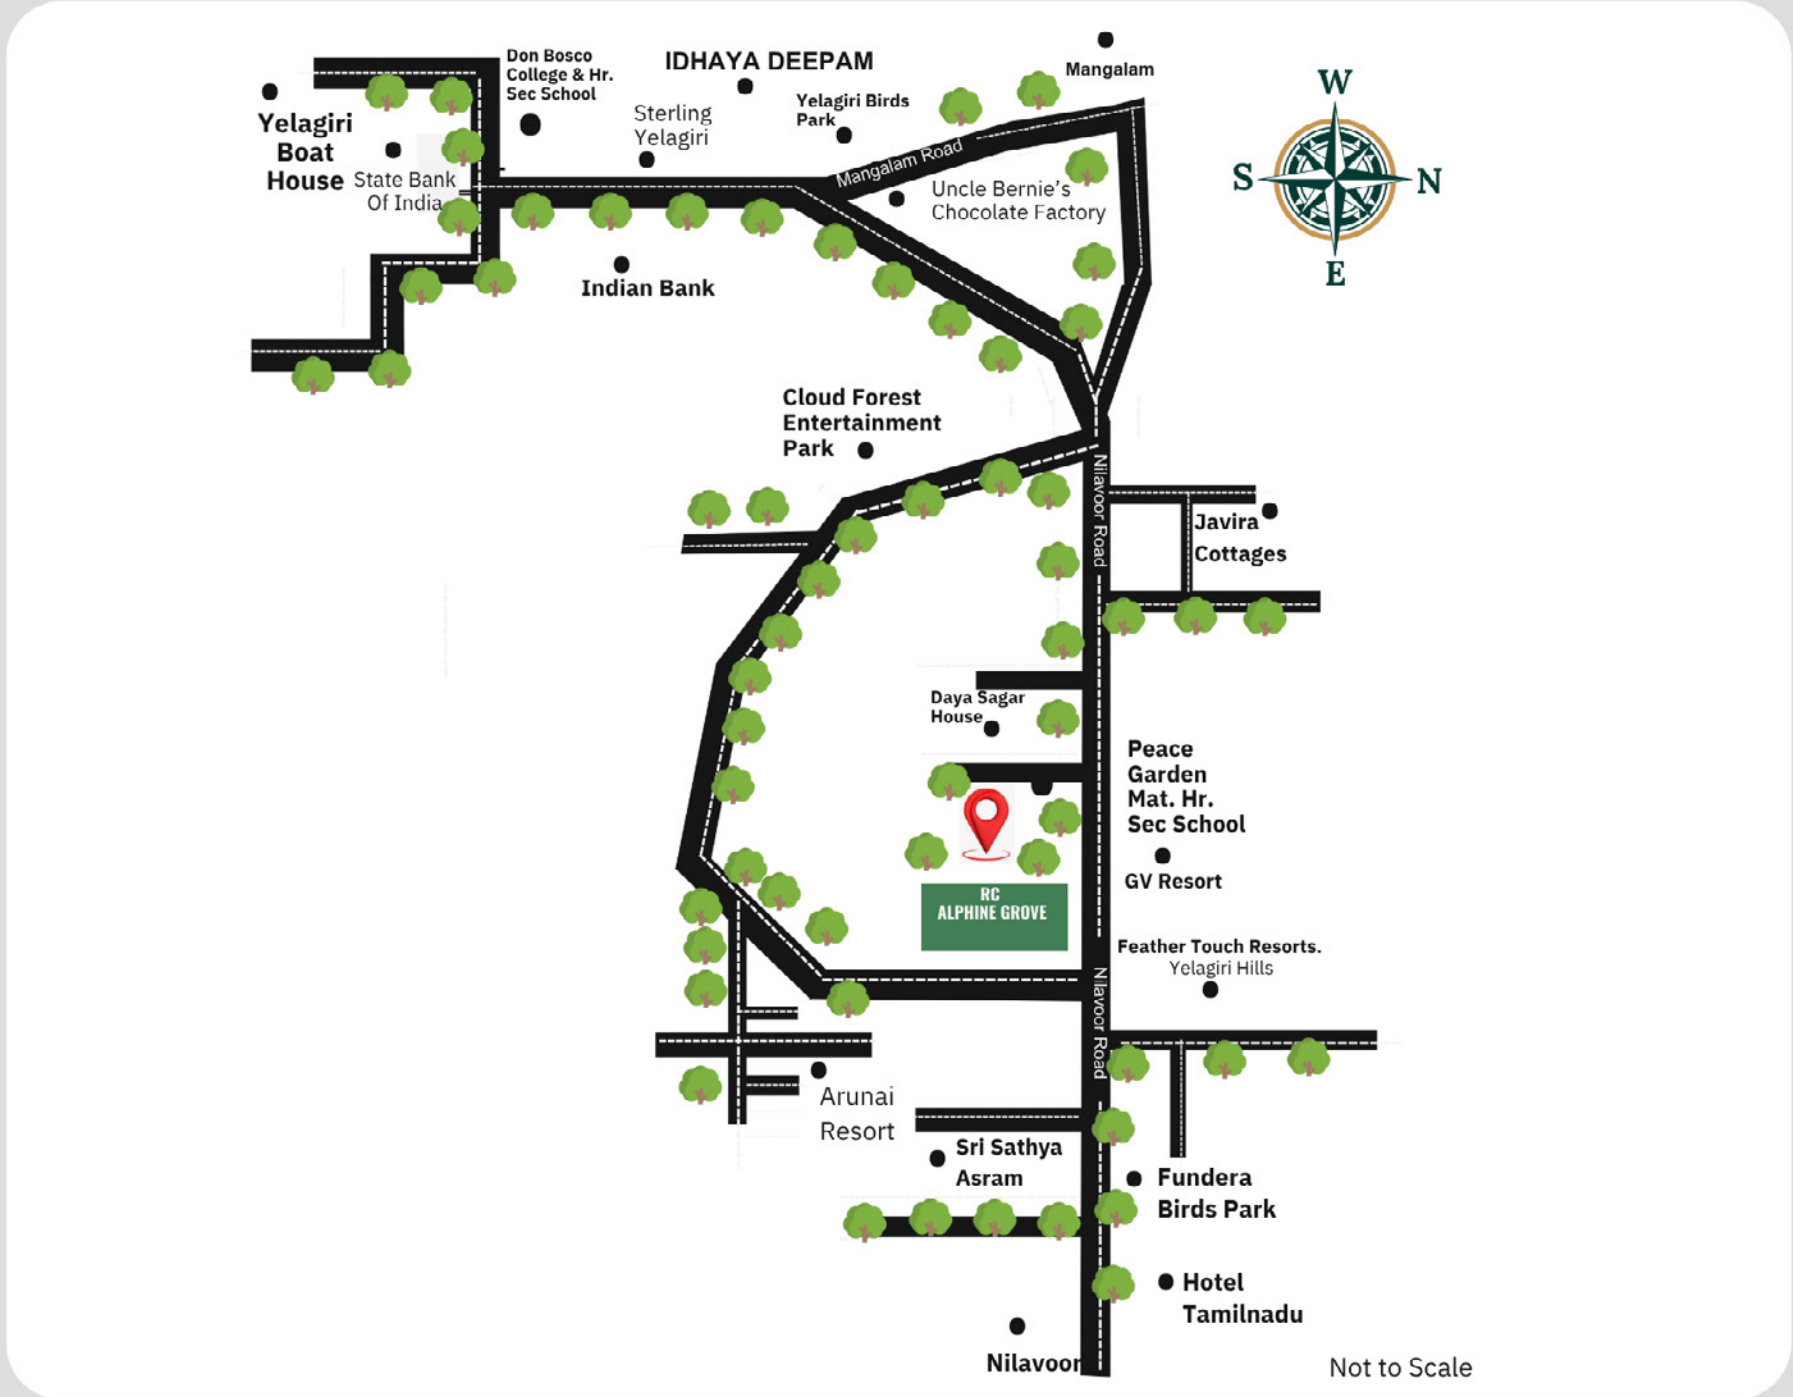 Don Bosco
College & Hr.
Sec School
IDHAYA DEEPAM
Mangalam
Yelagiri
Boat
House
State Bank
Of India
Sterling
Yelagiri
Yelagiri Birds
Park
Mangalam Road
Uncle Bernie’s
Chocolate Factory
W
S
N
E
Indian Bank
Cloud Forest
Entertainment
Park
Nilavoor Road
Javira
Cottages
Daya Sagar
House
Peace
Garden
Mat. Hr.
Sec School
GV Resort
RC
ALPHINE GROVE
Feather Touch Resorts.
Yelagiri Hills
Nilavoor Road
Arunai
Resort
Sri Sathya
Asram
Fundera
Birds Park
Hotel
Tamilnadu
Nilavoor
Not to Scale